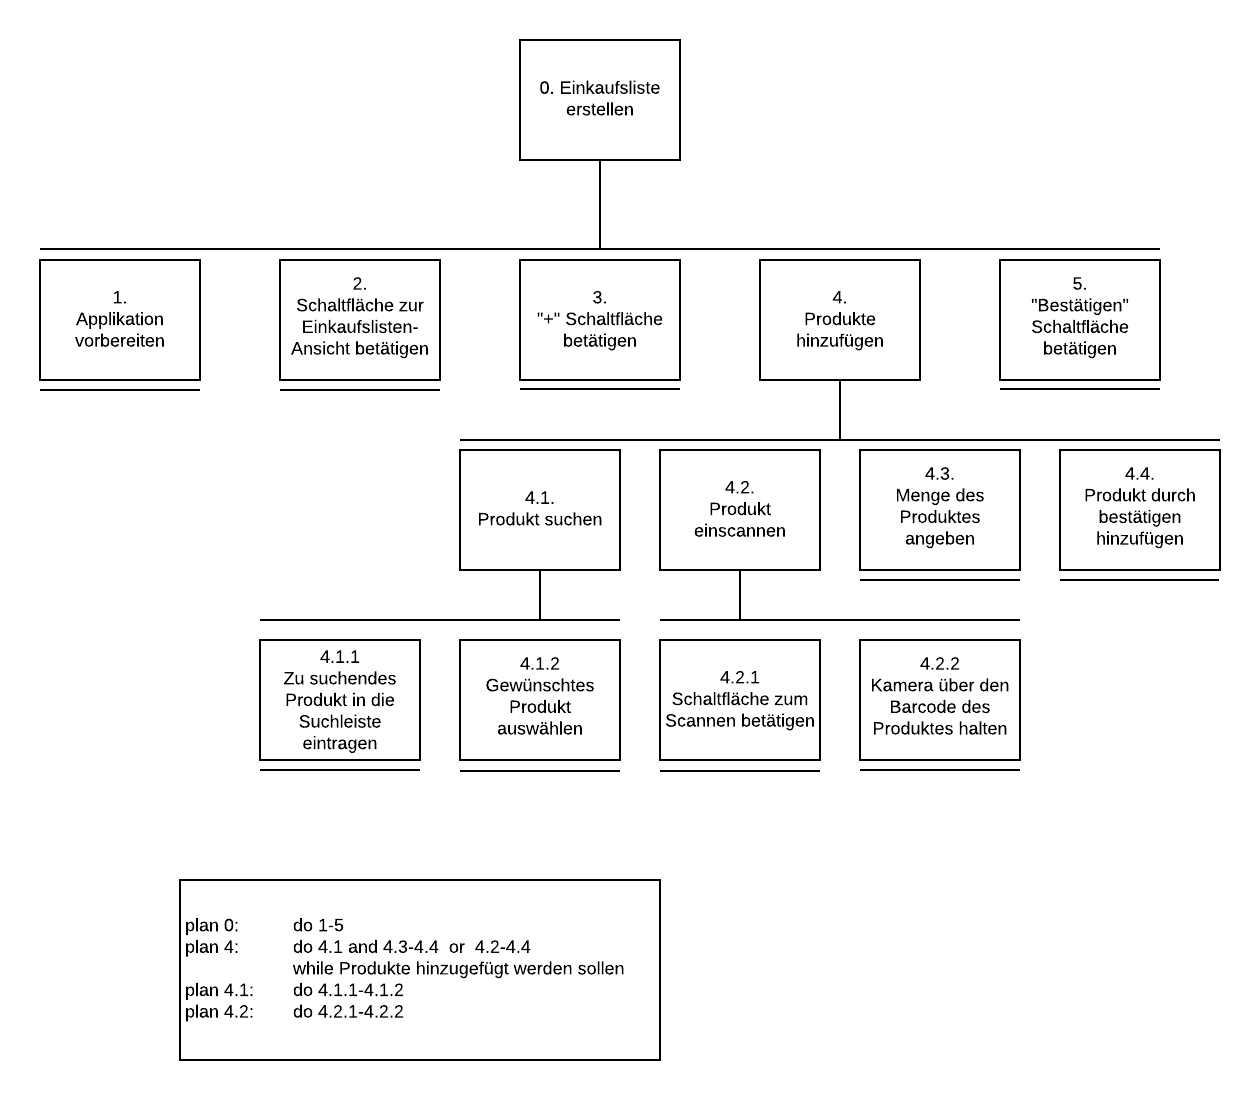 0. Einkaufsliste
erstellen
1.
Applikation
vorbereiten
2.
Schaltfläche zur
Einkaufslisten-
Ansicht betätigen
3.
"+" Schaltfläche
betätigen
4.
Produkte
hinzufügen
5.
"Bestätigen"
Schaltfläche
betätigen
4.1.
Produkt suchen
4.2.
Produkt
einscannen
4.3.
Menge des
Produktes
angeben
4.4.
Produkt durch
bestätigen
hinzufügen
4.1.1
Zu suchendes
Produkt in die
Suchleiste
eintragen
4.1.2
Gewünschtes
Produkt
auswählen
4.2.1
Schaltfläche zum
Scannen betätigen
4.2.2
Kamera über den
Barcode des
Produktes halten
plan 0: do 1-5
plan 4: do 4.1 and 4.3-4.4 or 4.2-4.4
while Produkte hinzugefügt werden sollen
plan 4.1: do 4.1.1-4.1.2
plan 4.2: do 4.2.1-4.2.2